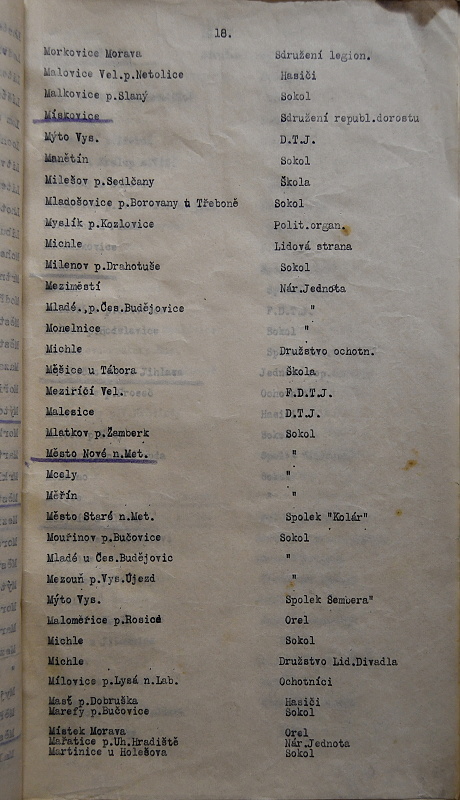 18.
Morkovice Morava Sdružení legion.
Malovice Vel.p.Netolice Hasiči
Malkovice p.Slaný Sokol
Mískovice Sdružení republ.dorostu
Mýto Vys. D.T.J.
Manětín Sokol
Milešov p.Sedlčany Škola
Mladošovice p.Borovany u Třeboně Sokol
Myslík p.Kozlovice Polit.organ.
Michle Lidová strana
Milenov p.Drahotuše Sokol
Meziměstí Nár.Jednota
Mladé.,p.Čes.Budějovice "
Mohelnice "
Michle Družstvo ochotn.
Měšice u Tábora Škola
Meziříčí Vel. F.D.T.J.
Malesice D.T.J.
Mlatkov p.Žamberk Sokol
Město Nové n.Met. "
Mcely "
Měřín "
Město Staré n.Met. Spolek "Kolár"
Mouřinov p.Bučovice Sokol
Mladé u Čes.Budějovic "
Mezouň p.Vys.Újezd "
Mýto Vys. Spolek Šembera"
Maloměřice p.Rosice Orel
Michle Sokol
Michle Družstvo Lid.Divadla
Milovice p.Lysá n.Lab. Ochotníci
Masť p.Dobruška Hasiči
Marefy p.Bučovice Sokol
Místek Morava Orel
Mařatice p.Uh.Hradiště Nár.Jednota
Martinice u Holešova Sokol